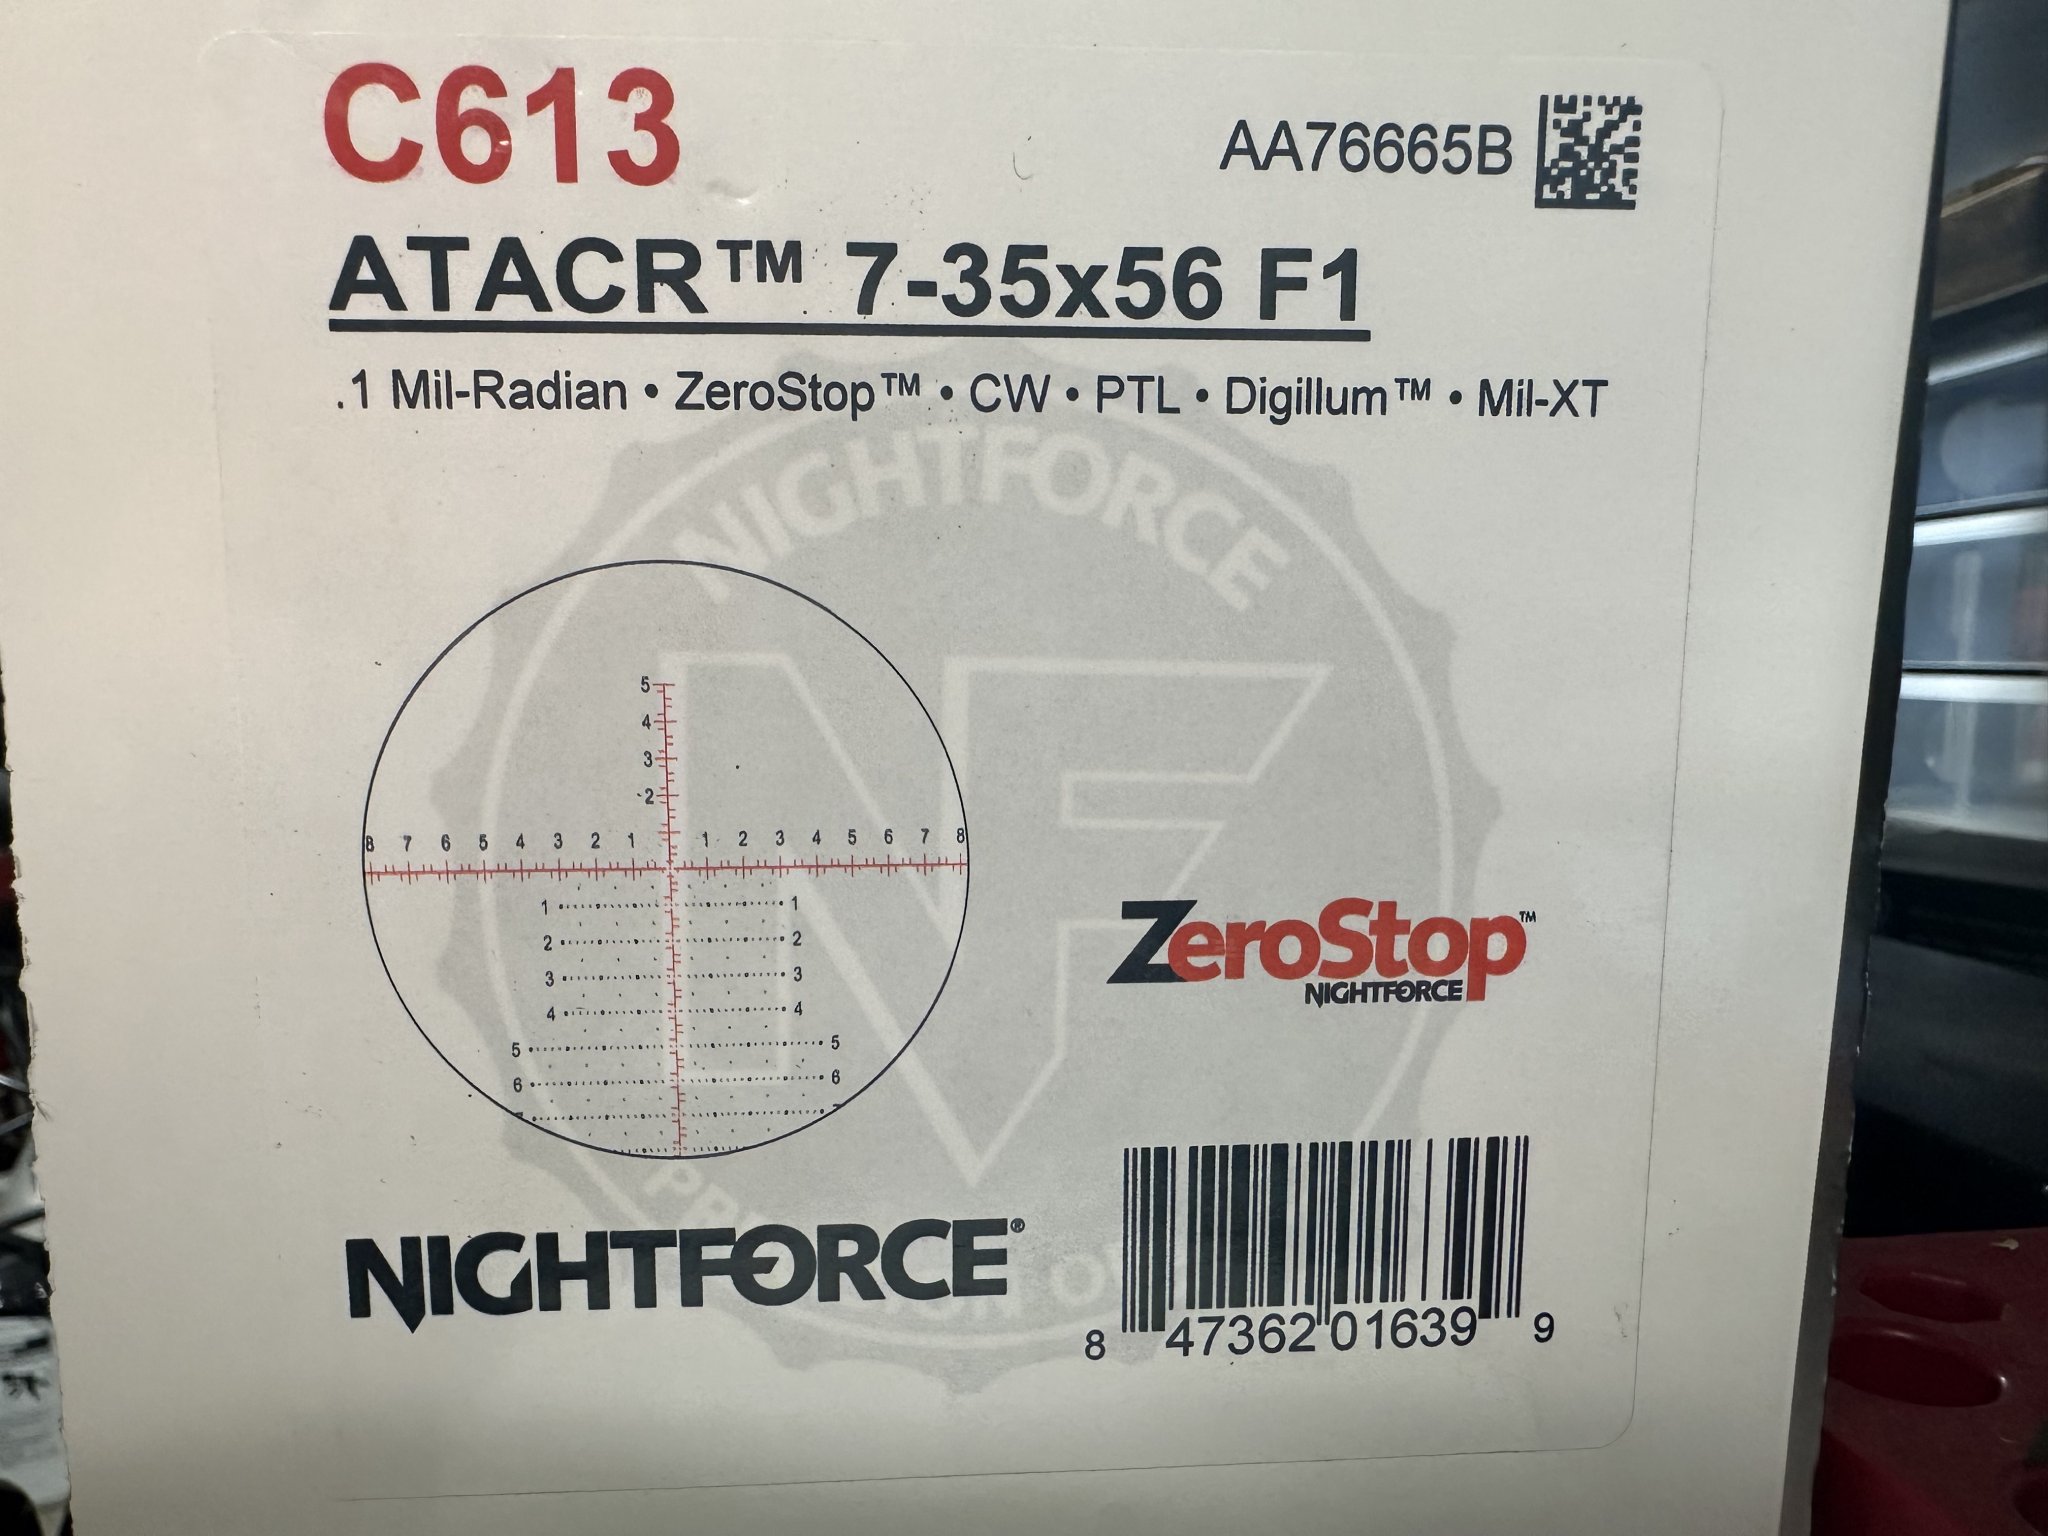 C613
AA76665B
ATACR™ 7-35x56 F1
.1 Mil-Radian • ZeroStop™ • CW • PTL • Digillum™ • Mil-XT
NIGHTFORCE
NF
5
4
3
2
8 7 6 5 4 3 2 1 1 2 3 4 5 6 7 8
1 1
2 2
3 3
4 4
5 5
6 6
ZeroStop™
NIGHTFORCE
NIGHTFORCE®
8 47362 01639 9